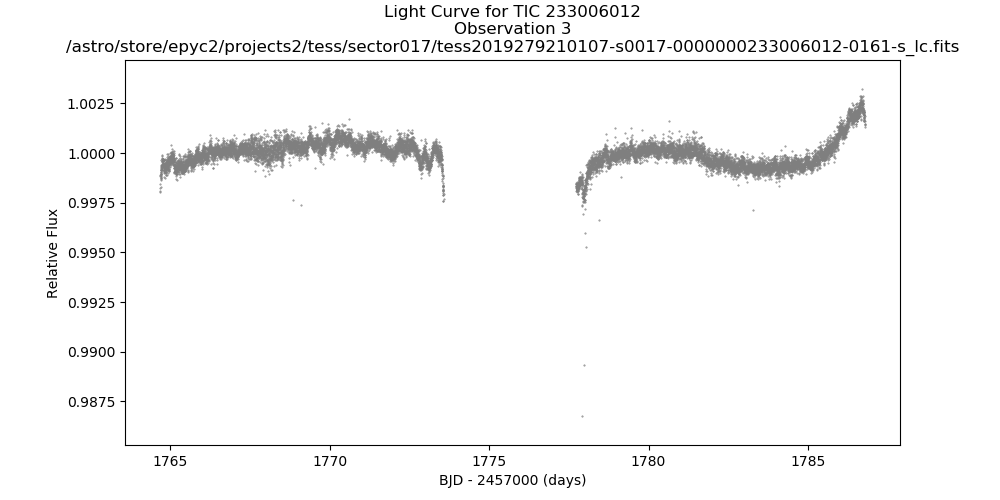 Light Curve for TIC 233006012
Observation 3
/astro/store/epyc2/projects2/tess/sector017/tess2019279210107-s0017-0000000233006012-0161-s_lc.fits
1.0025
1.0000
0.9975
0.9950
0.9925
0.9900
0.9875
Relative Flux
1765
1770
1775
1780
1785
BJD - 2457000 (days)